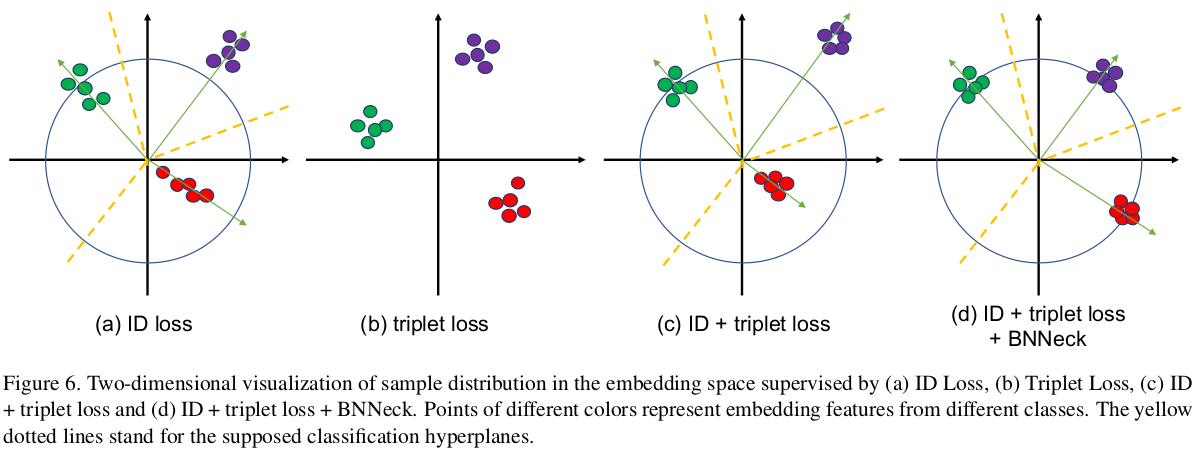 (a) ID loss
(b) triplet loss
(c) ID + triplet loss
(d) ID + triplet loss
+ BNNeck
Figure 6. Two-dimensional visualization of sample distribution in the embedding space supervised by (a) ID Loss, (b) Triplet Loss, (c) ID
+ triplet loss and (d) ID + triplet loss + BNNeck. Points of different colors represent embedding features from different classes. The yellow
dotted lines stand for the supposed classification hyperplanes.